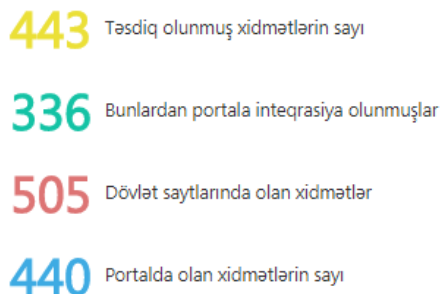 443 Təsdiq olunmuş xidmətlərin sayı
336 Bunlardan portala inteqrasiya olunmuşlar
505 Dövlət saytlarında olan xidmətlər
440 Portalda olan xidmətlərin sayı